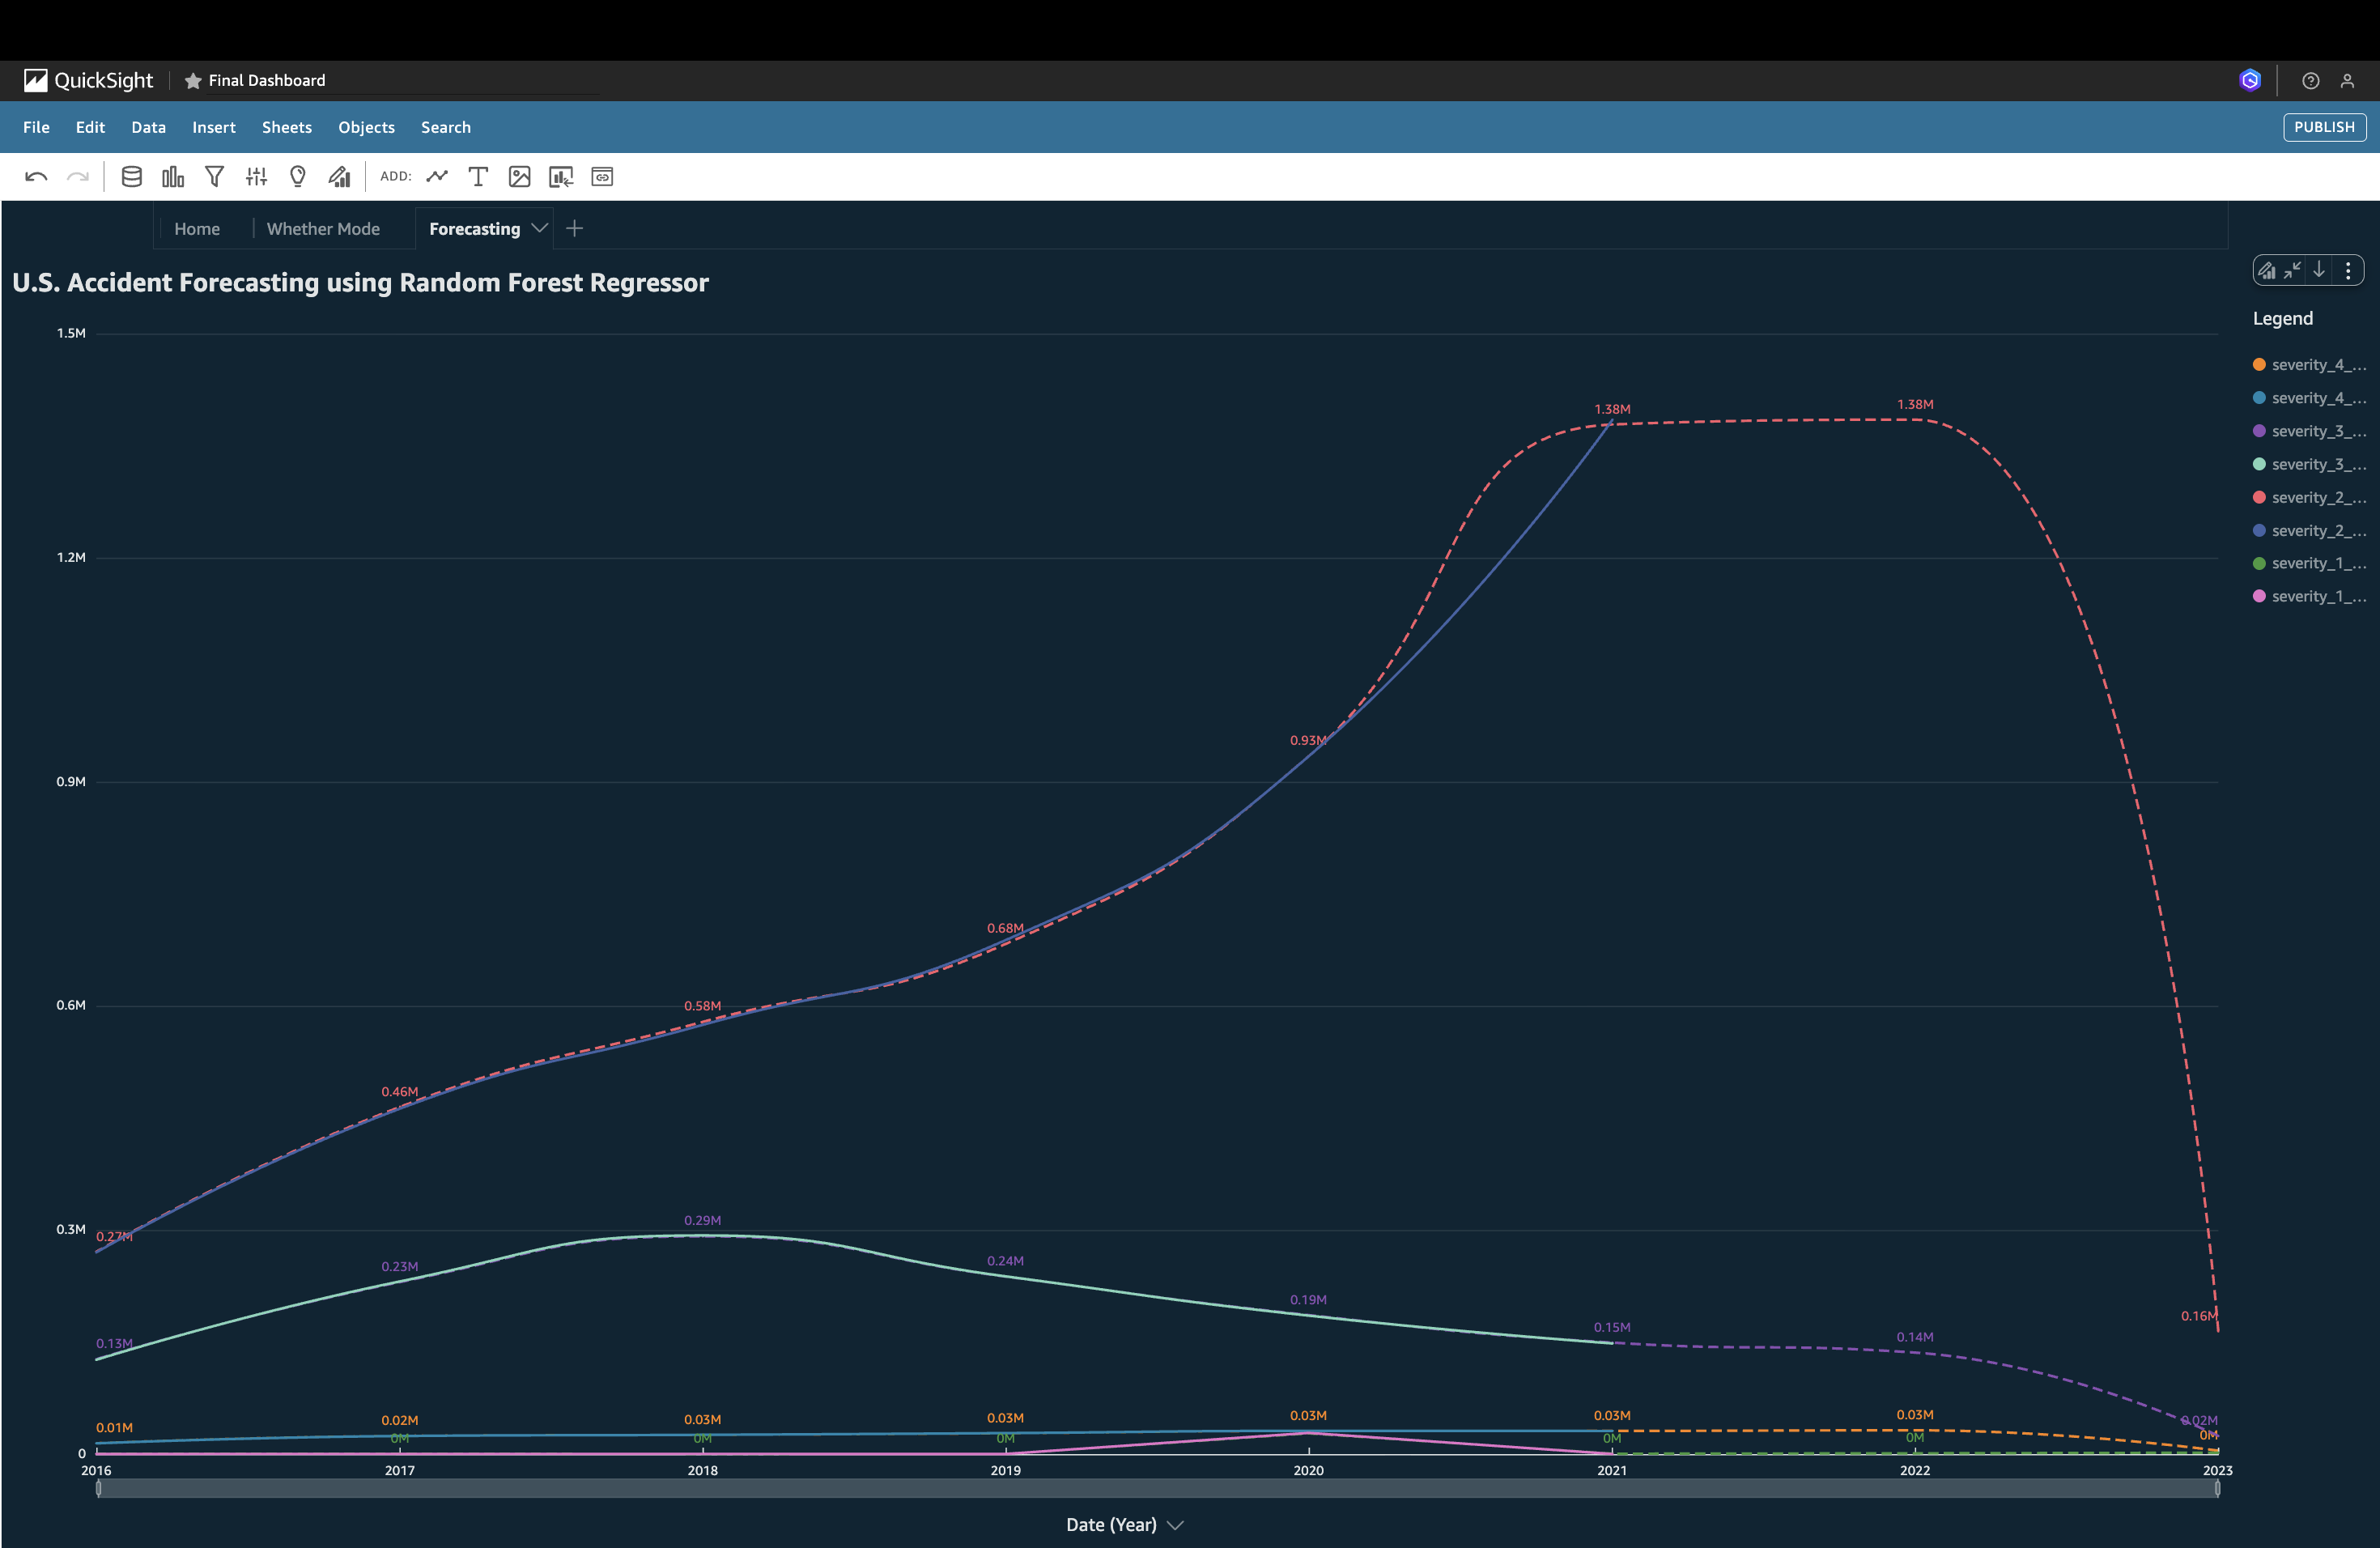 QuickSight Final Dashboard
File Edit Data Insert Sheets Objects Search PUBLISH
ADD:
Home Whether Mode Forecasting
U.S. Accident Forecasting using Random Forest Regressor
Legend
severity_4_...
severity_4_...
severity_3_...
severity_3_...
severity_2_...
severity_2_...
severity_1_...
severity_1_...
1.5M
1.38M 1.38M
1.2M
0.9M
0.93M
0.68M
0.6M
0.58M
0.46M
0.3M
0.27M
0.29M
0.23M
0.24M
0.19M
0.16M
0.13M
0.15M
0.14M
0.02M
0.01M 0.02M 0.03M 0.03M 0.03M 0.03M 0.03M 0M
0M 0M 0M 0M 0M
0
2016 2017 2018 2019 2020 2021 2022 2023
Date (Year)